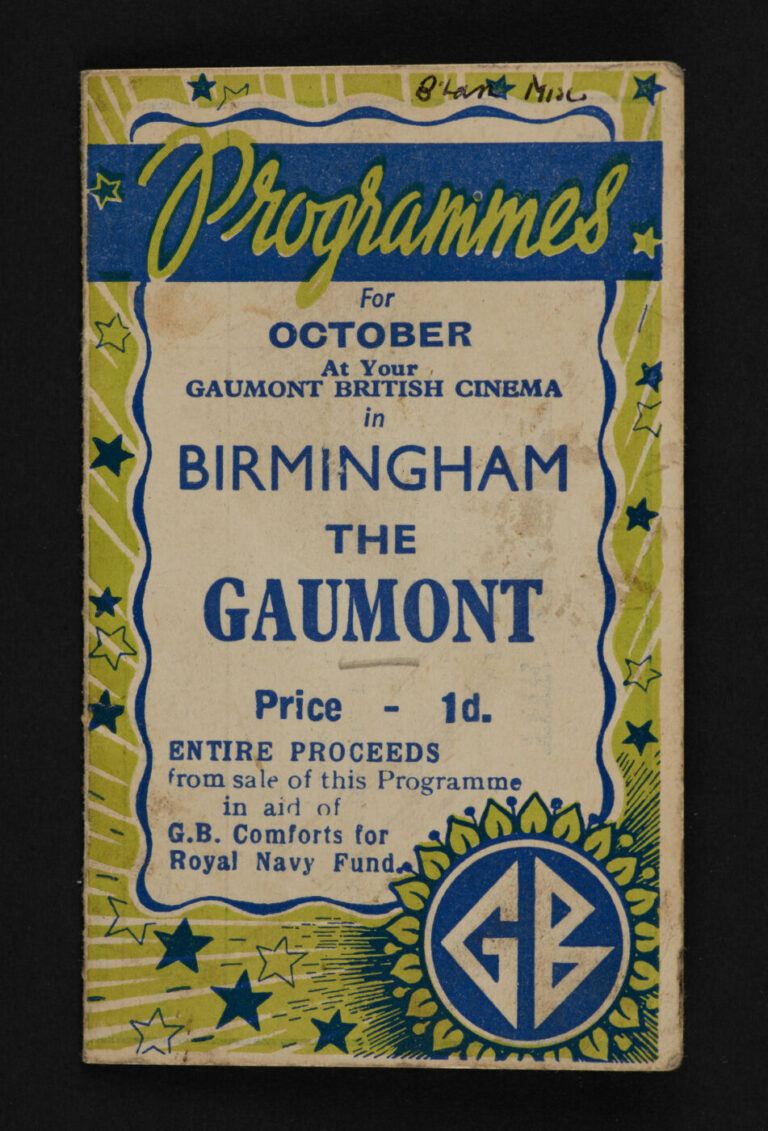 Misc
Programmes
For
OCTOBER
At Your
GAUMONT BRITISH CINEMA
in
BIRMINGHAM
THE
GAUMONT
Price - 1d.
ENTIRE PROCEEDS
from sale of this Programme
in aid of
G.B. Comforts for
Royal Navy Fund.
GB